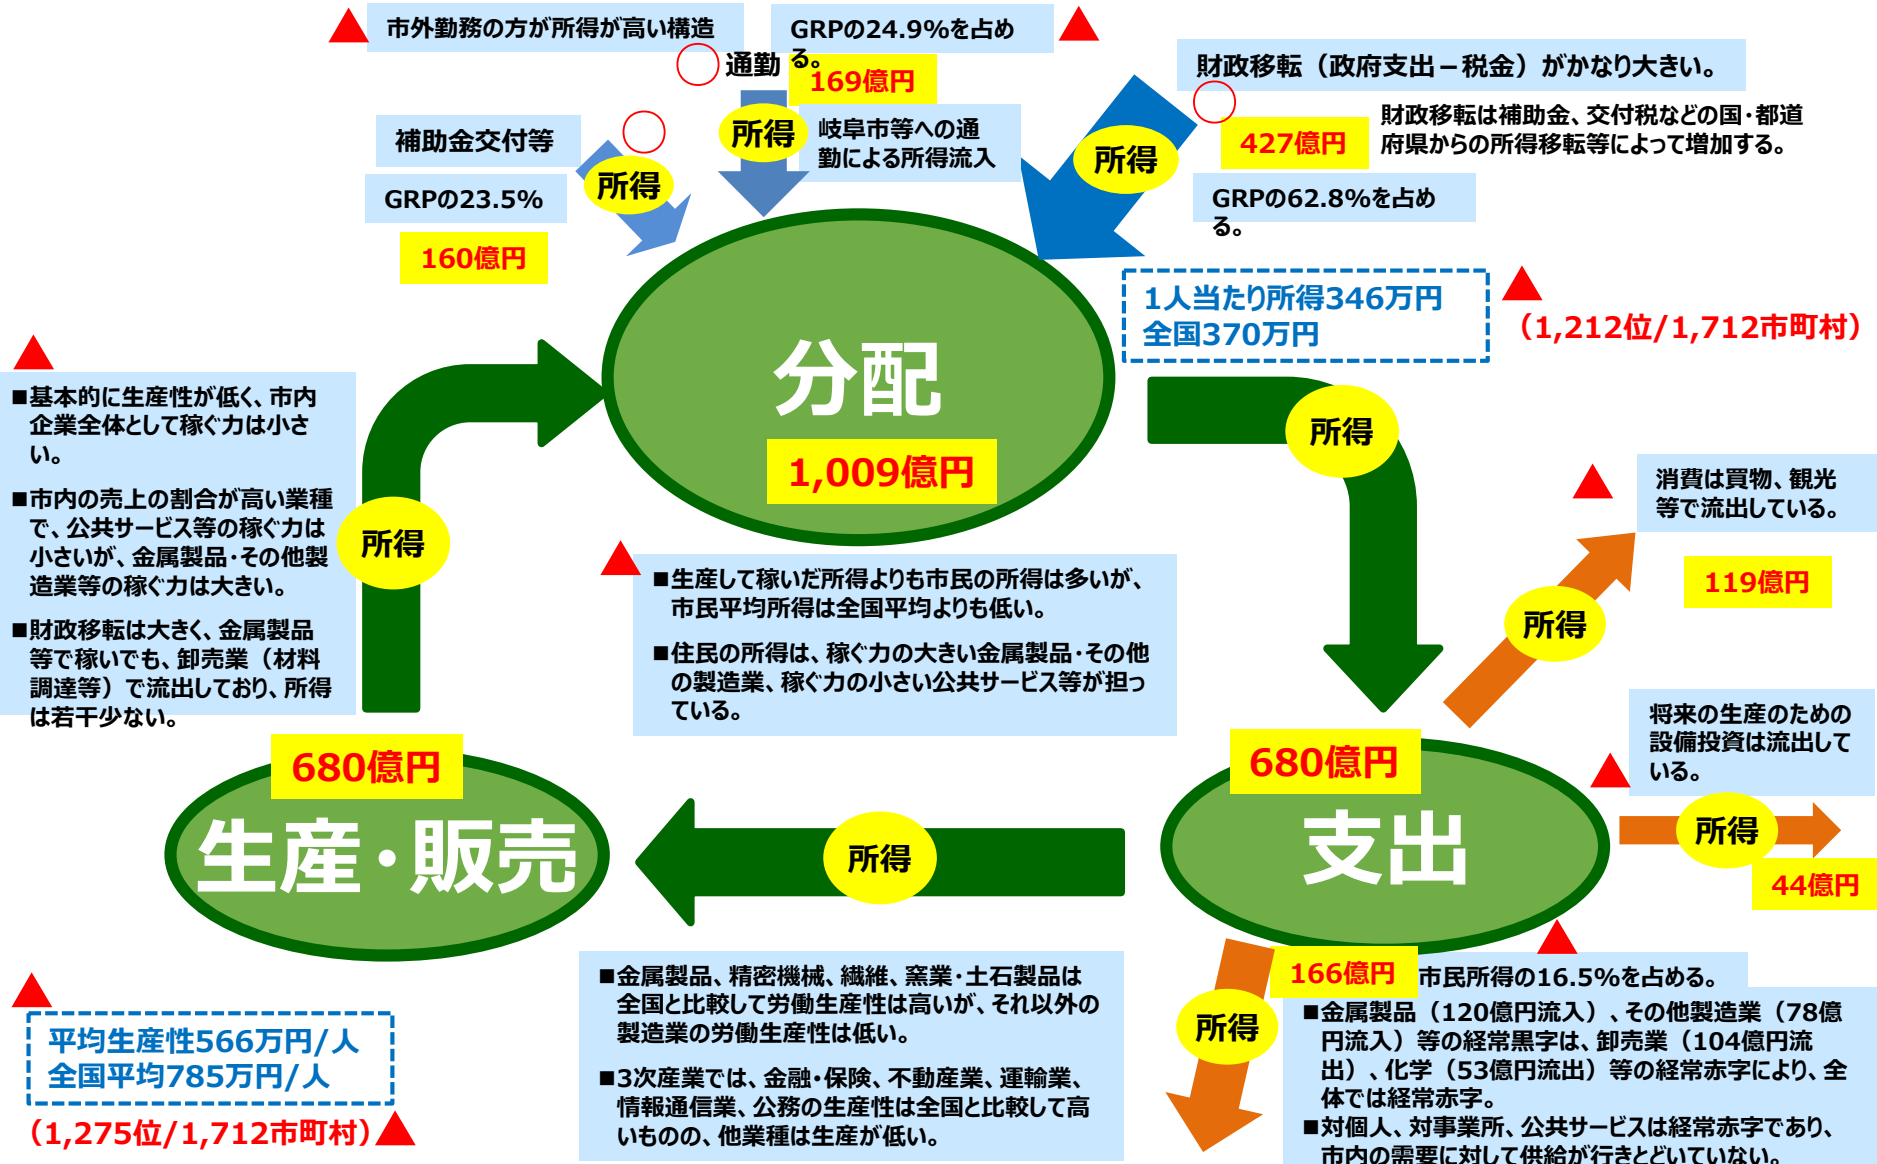 市外勤務の方が所得が高い構造
GRPの24.9%を占め
る。
通勤
169億円
所得
岐阜市等への通
勤による所得流入
財政移転（政府支出－税金）がかなり大きい。
427億円
財政移転は補助金、交付税などの国・都道
府県からの所得移転等によって増加する。
所得
GRPの62.8%を占め
る。
補助金交付等
所得
GRPの23.5%
160億円
1人当たり所得346万円
全国370万円
（1,212位/1,712市町村）
分配
1,009億円
■基本的に生産性が低く、市内
企業全体として稼ぐ力は小さ
い。
■市内の売上の割合が高い業種
で、公共サービス等の稼ぐ力は
小さいが、金属製品・その他製
造業等の稼ぐ力は大きい。
■財政移転は大きく、金属製品
等で稼いでも、卸売業（材料
調達等）で流出しており、所得
は若干少ない。
所得
所得
■生産して稼いだ所得よりも市民の所得は多いが、
市民平均所得は全国平均よりも低い。
■住民の所得は、稼ぐ力の大きい金属製品・その他
の製造業、稼ぐ力の小さい公共サービス等が担っ
ている。
消費は買物、観光
等で流出している。
119億円
所得
将来の生産のための
設備投資は流出して
いる。
所得
44億円
680億円
生産・販売
所得
680億円
支出
平均生産性566万円/人
全国平均785万円/人
（1,275位/1,712市町村）
■金属製品、精密機械、繊維、窯業・土石製品は
全国と比較して労働生産性は高いが、それ以外の
製造業の労働生産性は低い。
■3次産業では、金融・保険、不動産業、運輸業、
情報通信業、公務の生産性は全国と比較して高
いものの、他業種は生産が低い。
所得
166億円
市民所得の16.5%を占める。
■金属製品（120億円流入）、その他製造業（78億
円流入）等の経常黒字は、卸売業（104億円流
出）、化学（53億円流出）等の経常赤字により、全
体では経常赤字。
■対個人、対事業所、公共サービスは経常赤字であり、
市内の需要に対して供給が行きとどいていない。